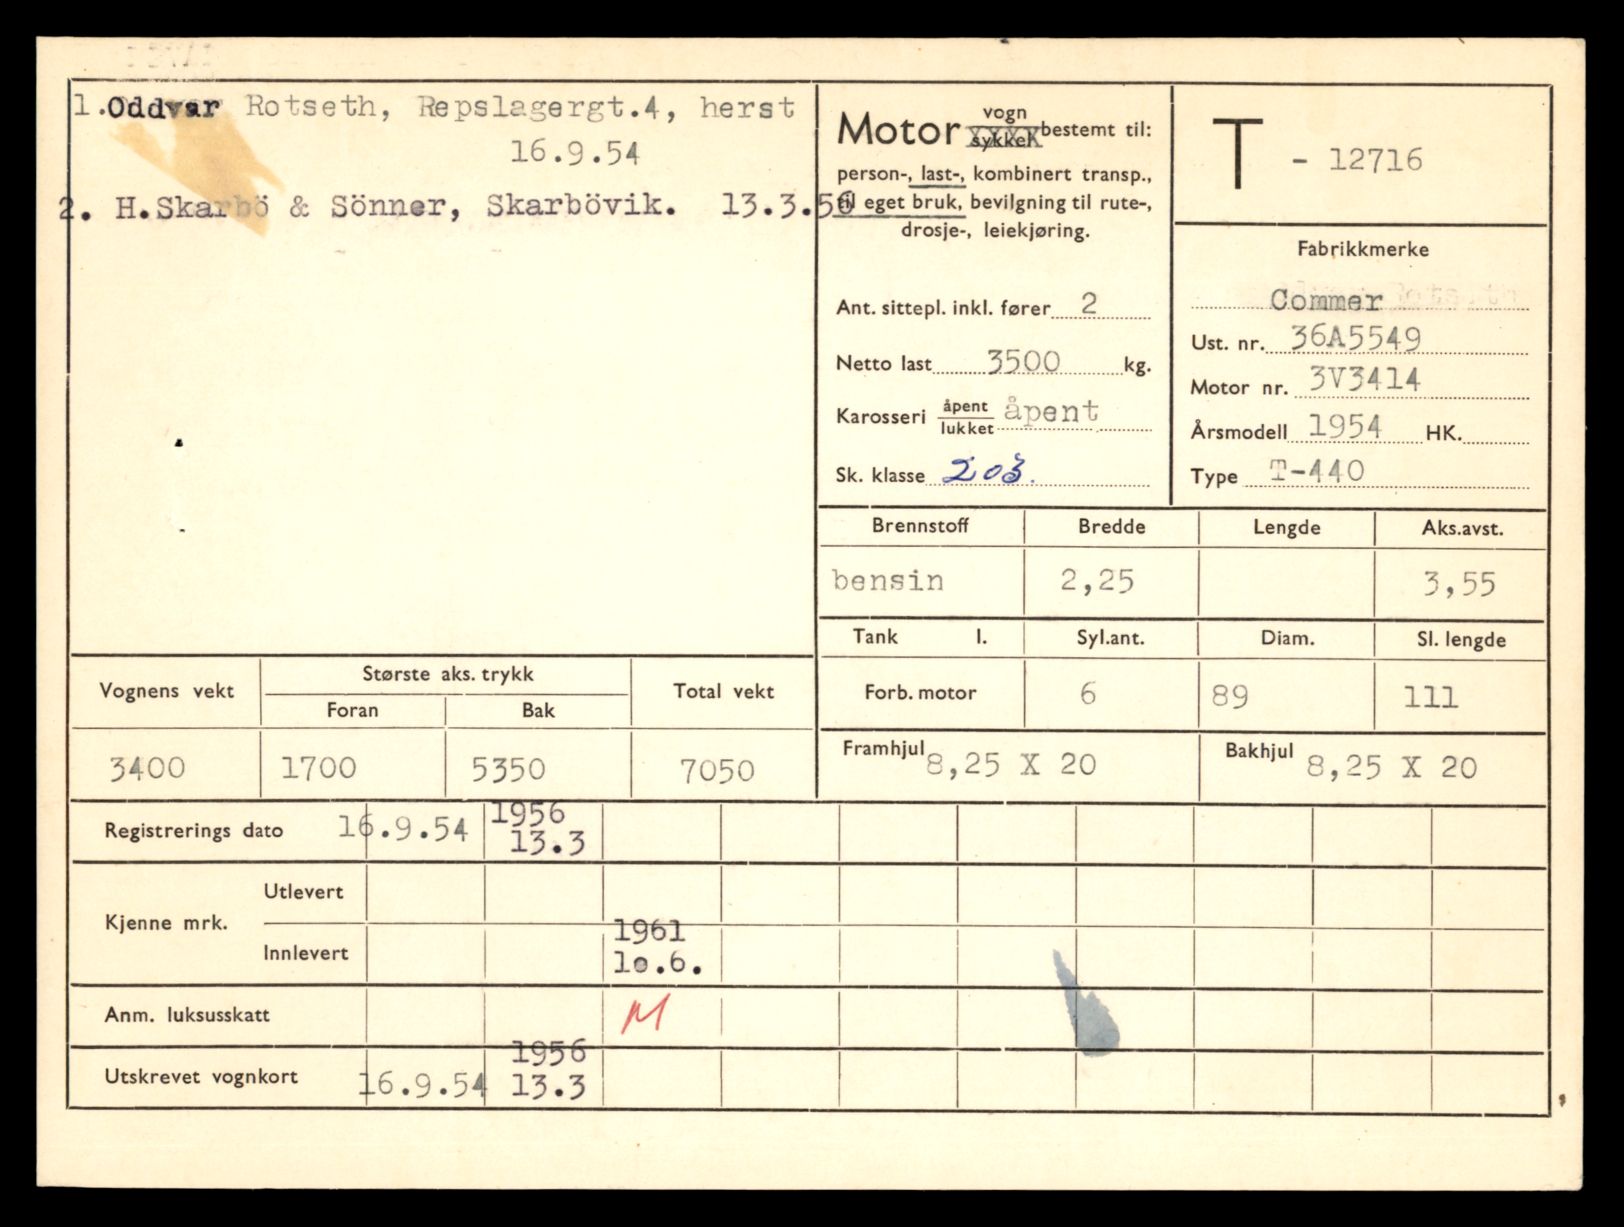 1.Oddvar Rotseth, Repslagergt.4, herst
16.9.54
2. H.Skarbö & Sönner, Skarbövik. 13.3.56
Motor vogn sykkel bestemt til:
person-, last-, kombinert transp.,
til eget bruk, bevilgning til rute-,
drosje-, leiekjøring.
Ant. sittepl. inkl. fører 2
Netto last 3500 kg.
Karosseri åpent lukket åpent
Sk. klasse 203.
T - 12716
Fabrikkmerke
Commer
Ust. nr. 36A5549
Motor nr. 3V3414
Årsmodell 1954 HK.
Type T-440
Brennstoff Bredde Lengde Aks.avst.
bensin 2,25 3,55
Tank l. Syl.ant. Diam. Sl. lengde
Forb. motor 6 89 111
Framhjul 8,25 X 20 Bakhjul 8,25 X 20
Vognens vekt Største aks. trykk Total vekt
Foran Bak
3400 1700 5350 7050
Registrerings dato 16.9.54 1956 13.3
Kjenne mrk. Utlevert
Innlevert 1961 10.6.
Anm. luksusskatt M
Utskrevet vognkort 16.9.54 1956 13.3